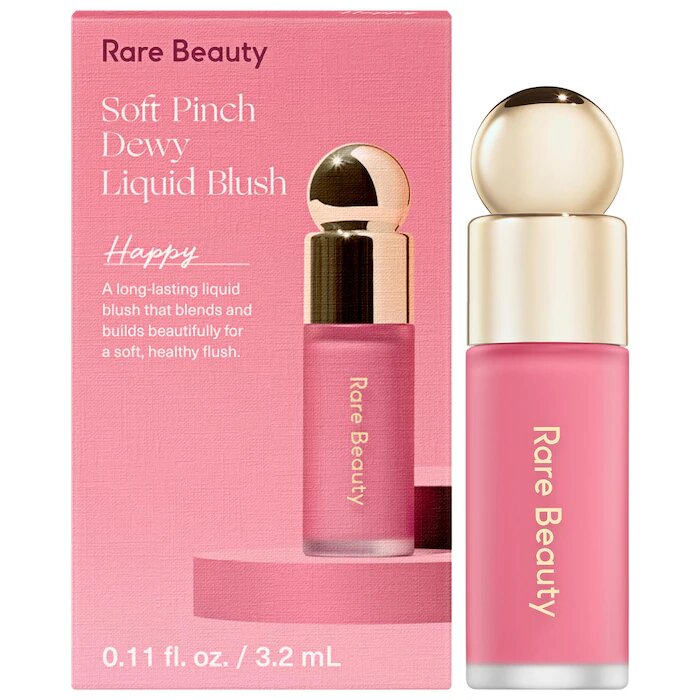 Happy
Rare Beauty
Soft Pinch
Dewy
Liquid Blush
Happy
A long-lasting liquid
blush that blends and
builds beautifully for
a soft, healthy flush.
Rare Beauty
0.11 fl. oz. / 3.2 mL
Rare Beauty